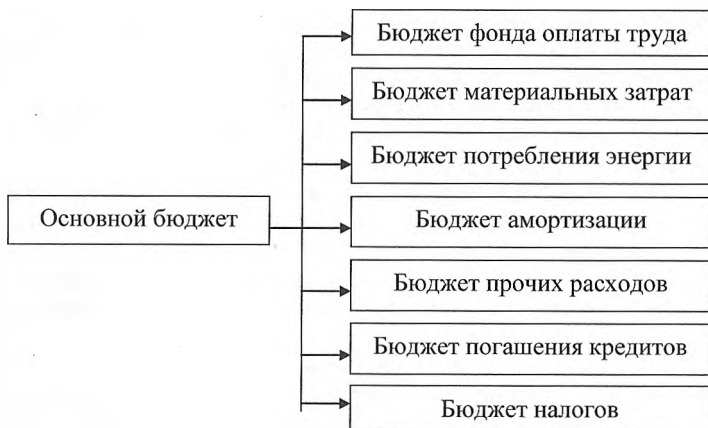 Бюджет фонда оплаты труда
Бюджет материальных затрат
Бюджет потребления энергии
Основной бюджет
Бюджет амортизации
Бюджет прочих расходов
Бюджет погашения кредитов
Бюджет налогов